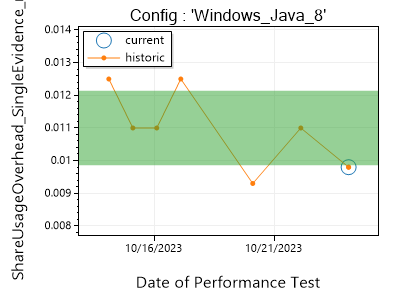 Config : 'Windows_Java_8'
0.014
0.013
0.012
0.011
0.01
0.009
0.008
current
historic
10/16/2023
10/21/2023
Date of Performance Test
ShareUsageOverhead_SingleEvidence_